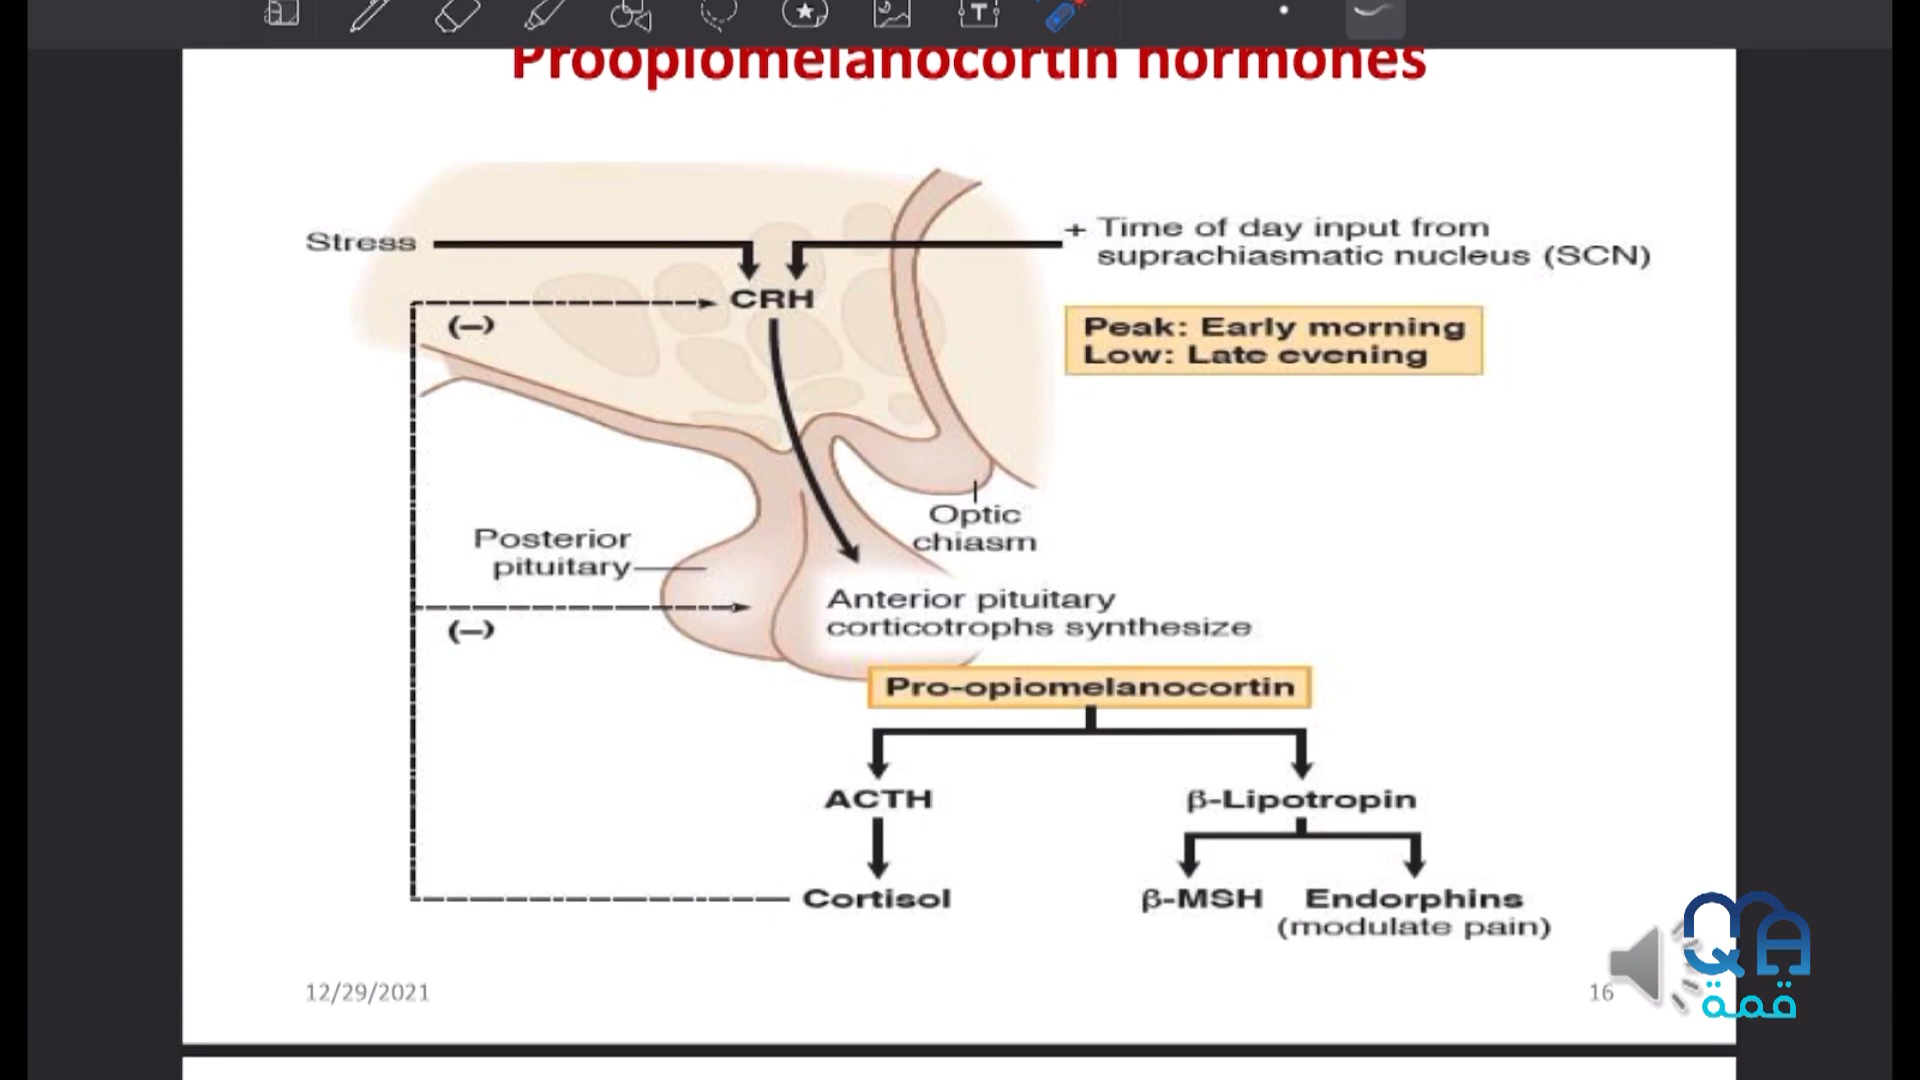 Proopiomelanocortin hormones
Stress
+ Time of day input from
suprachiasmatic nucleus (SCN)
CRH
(–)
Peak: Early morning
Low: Late evening
Optic
chiasm
Posterior
pituitary
(–)
Anterior pituitary
corticotrophs synthesize
Pro-opiomelanocortin
ACTH
β-Lipotropin
Cortisol
β-MSH
Endorphins
(modulate pain)
12/29/2021
16
QA
قمة